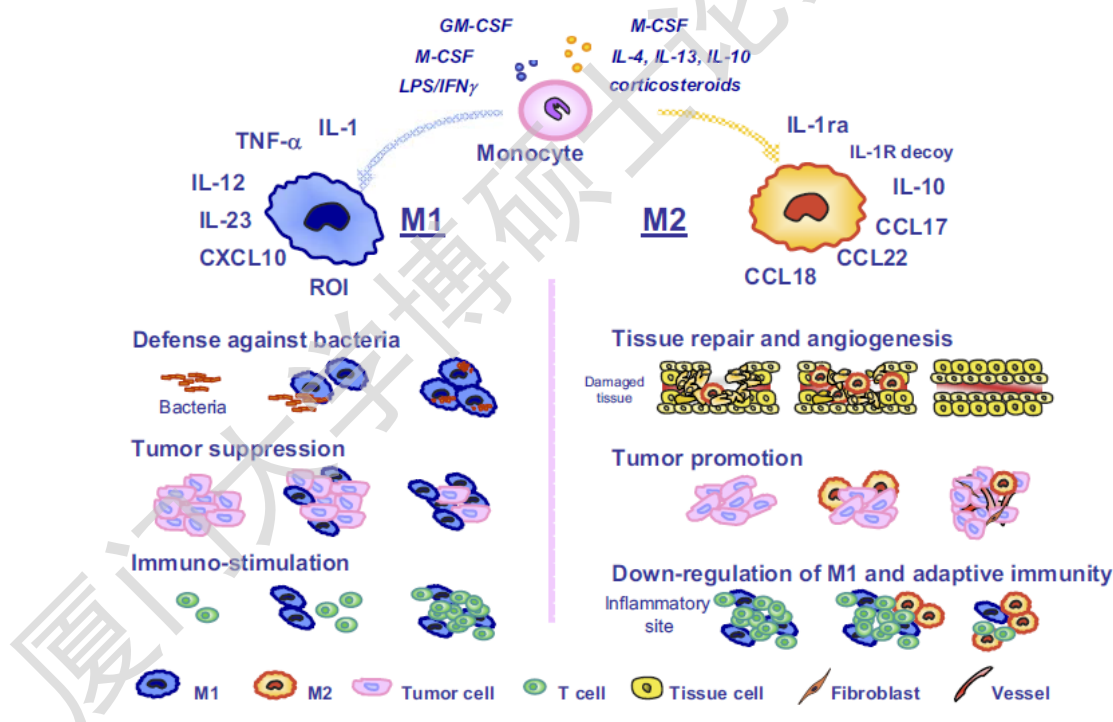 GM-CSF
M-CSF
LPS/IFNγ
M-CSF
IL-4, IL-13, IL-10
corticosteroids
Monocyte
TNF-α
IL-1
IL-12
IL-23
CXCL10
ROI
M1
M2
IL-1ra
IL-1R decoy
IL-10
CCL17
CCL22
CCL18
Defense against bacteria
Bacteria
Tumor suppression
Immuno-stimulation
Tissue repair and angiogenesis
Damaged
tissue
Tumor promotion
Down-regulation of M1 and adaptive immunity
Inflammatory
site
M1
M2
Tumor cell
T cell
Tissue cell
Fibroblast
Vessel
厦门大学博硕士论